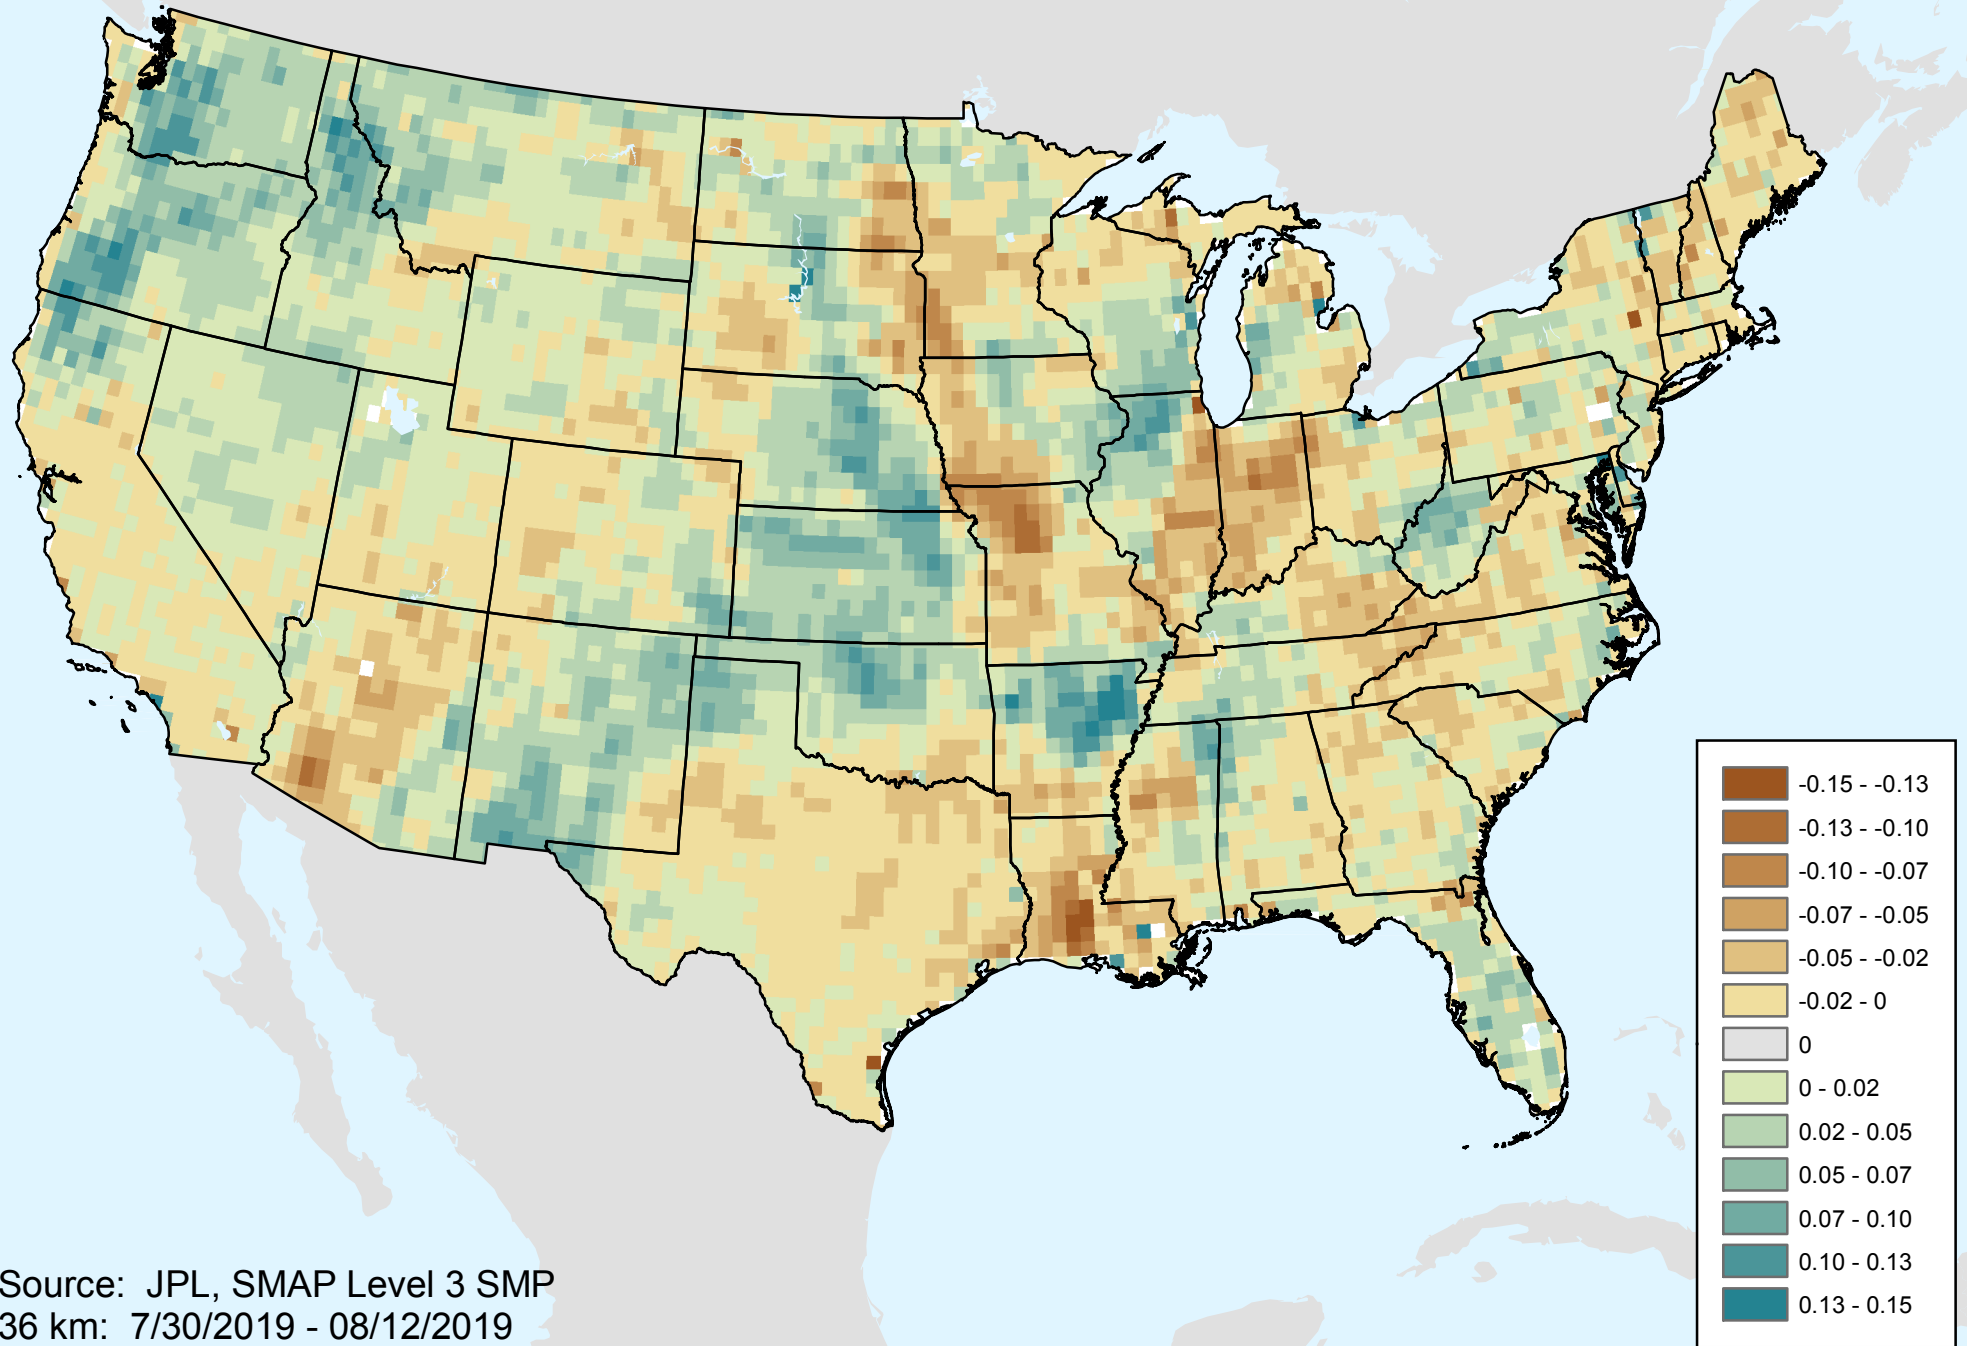 -0.15 - -0.13
-0.13 - -0.10
-0.10 - -0.07
-0.07 - -0.05
-0.05 - -0.02
-0.02 - 0
0
0 - 0.02
0.02 - 0.05
0.05 - 0.07
0.07 - 0.10
0.10 - 0.13
0.13 - 0.15
Source:  JPL, SMAP Level 3 SMP
36 km:  7/30/2019 - 08/12/2019